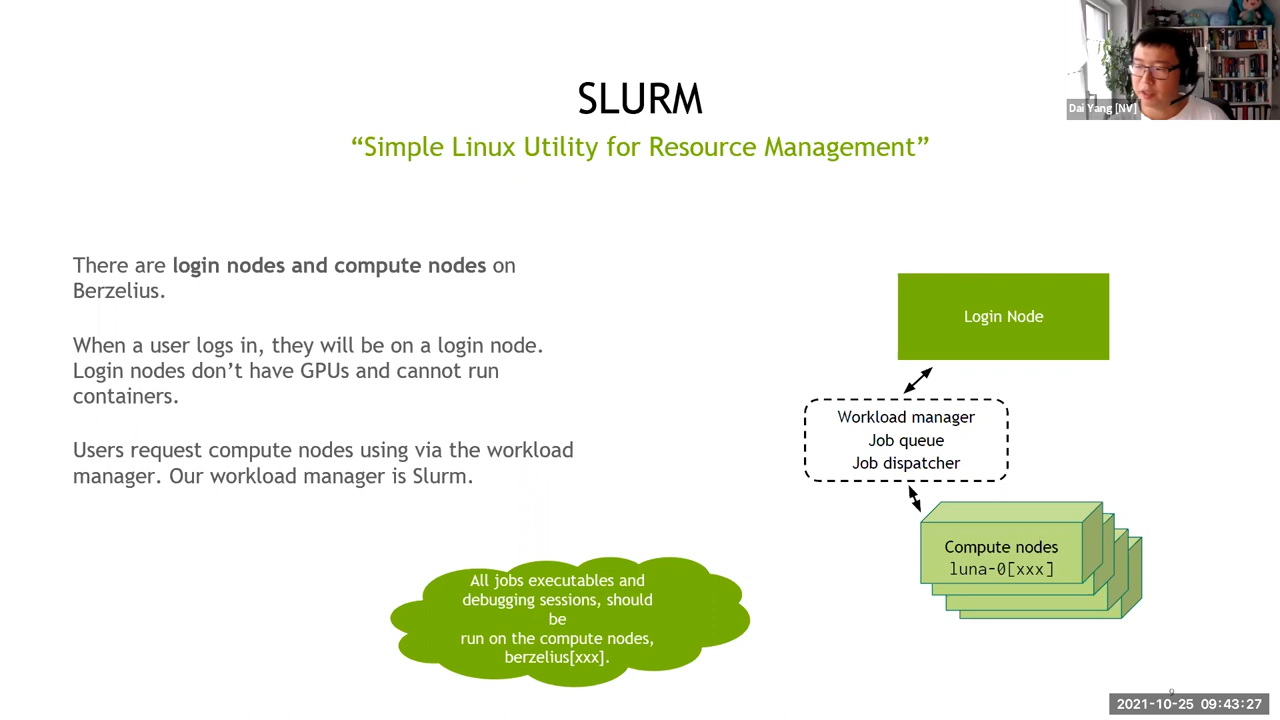 Dai Yang [NV]
SLURM
“Simple Linux Utility for Resource Management”
There are login nodes and compute nodes on
Berzelius.
When a user logs in, they will be on a login node.
Login nodes don’t have GPUs and cannot run
containers.
Users request compute nodes using via the workload
manager. Our workload manager is Slurm.
Login Node
Workload manager
Job queue
Job dispatcher
Compute nodes
luna-0[xxx]
All jobs executables and
debugging sessions, should
be
run on the compute nodes,
berzelius[xxx].
9
2021-10-25 09:43:27